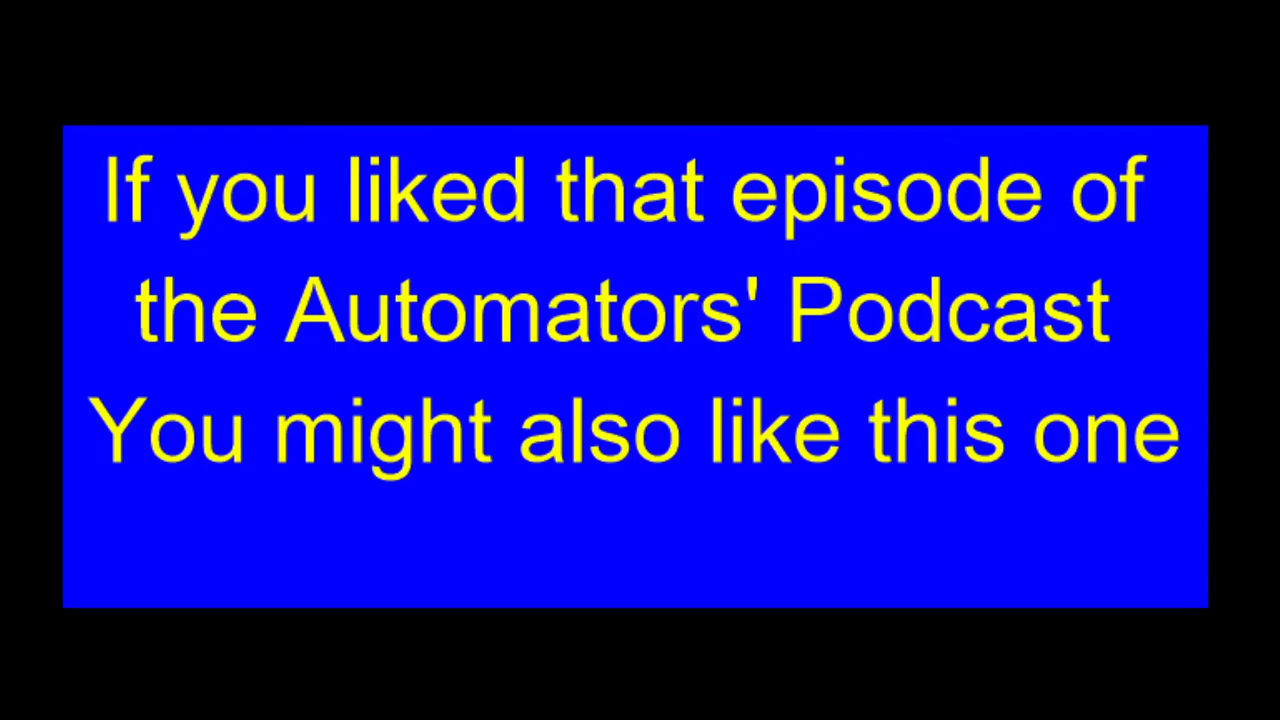 If you liked that episode of
the Automators' Podcast
You might also like this one